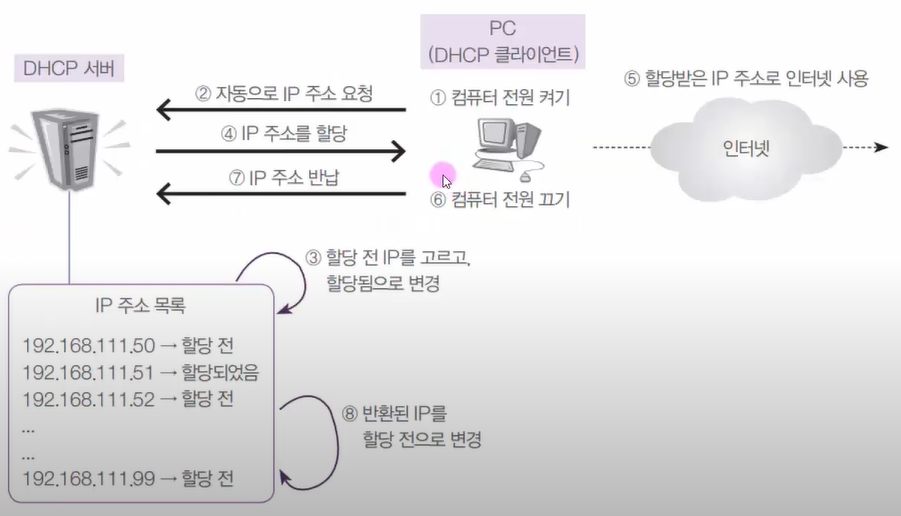 PC
(DHCP 클라이언트)
DHCP 서버
② 자동으로 IP 주소 요청
① 컴퓨터 전원 켜기
⑤ 할당받은 IP 주소로 인터넷 사용
④ IP 주소를 할당
인터넷
⑦ IP 주소 반납
⑥ 컴퓨터 전원 끄기
③ 할당 전 IP를 고르고,
할당됨으로 변경
IP 주소 목록
192.168.111.50 → 할당 전
192.168.111.51 → 할당되었음
192.168.111.52 → 할당 전
...
...
192.168.111.99 → 할당 전
⑧ 반환된 IP를
할당 전으로 변경